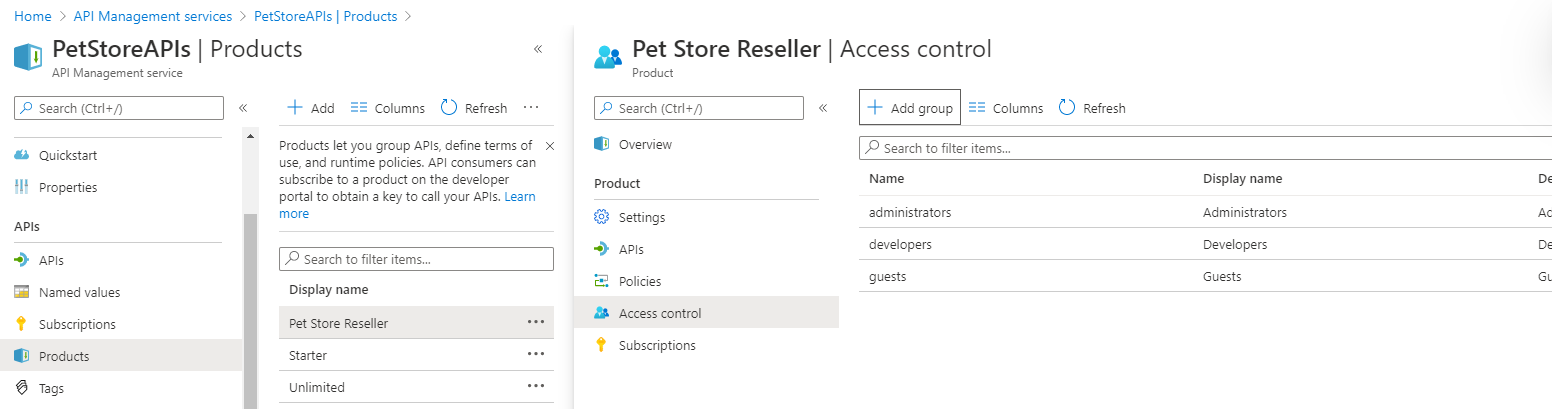 Home > API Management services > PetStoreAPIs | Products >
PetStoreAPIs | Products
API Management service
Search (Ctrl+/)
Quickstart
Properties
APIs
APIs
Named values
Subscriptions
Products
Tags
Add Columns Refresh ...
Products let you group APIs, define terms of
use, and runtime policies. API consumers can
subscribe to a product on the developer
portal to obtain a key to call your APIs. Learn
more
Search to filter items...
Display name
Pet Store Reseller
Starter
Unlimited
Pet Store Reseller | Access control
Product
Search (Ctrl+/)
Overview
Product
Settings
APIs
Policies
Access control
Subscriptions
Add group Columns Refresh
Search to filter items...
Name Display name De
administrators Administrators Ad
developers Developers De
guests Guests Gu